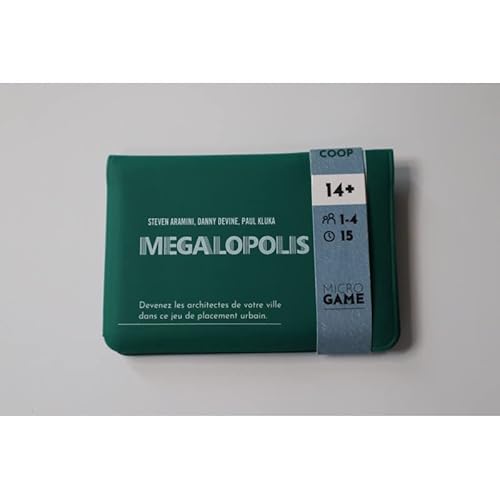 STEVEN ARAMINI, DANNY DEVINE, PAUL KLUKA
MEGALOPOLIS
Devenez les architectes de votre ville
dans ce jeu de placement urbain.
COOP
14+
1-4
15
MICRO
GAME